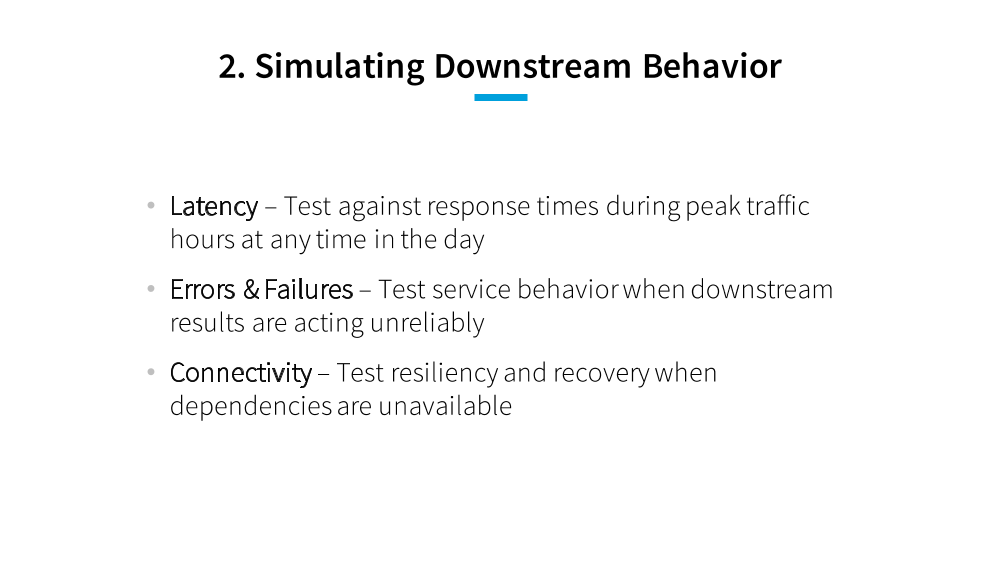 2. Simulating Downstream Behavior
• Latency – Test against response times during peak traffic
hours at any time in the day
• Errors & Failures – Test service behavior when downstream
results are acting unreliably
• Connectivity – Test resiliency and recovery when
dependencies are unavailable